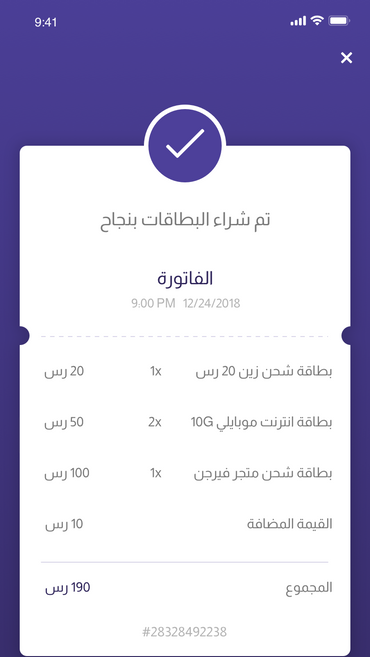 9:41
تم شراء البطاقات بنجاح
الفاتورة
9.00 PM 12/24/2018
بطاقة شحن زين 20 رس 1x 20 رس
بطاقة انترنت موبايلي 10G 2x 50 رس
بطاقة شحن متجر فيرجن 1x 100 رس
القيمة المضافة 10 رس
المجموع 190 رس
#28328492238